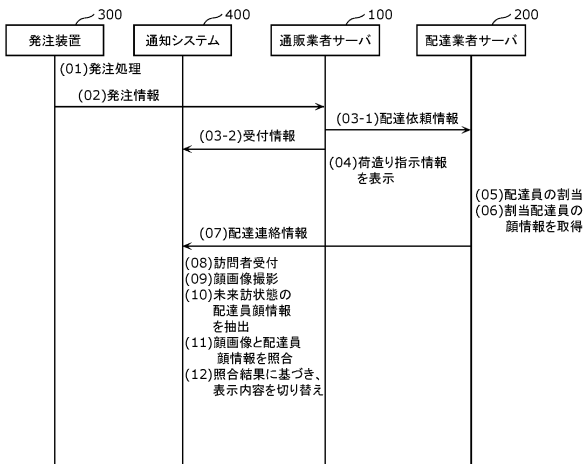 300
400
100
200
発注装置
通知システム
通販業者サーバ
配達業者サーバ
(01)発注処理
(02)発注情報
(03-1)配達依頼情報
(03-2)受付情報
(04)荷造り指示情報
を表示
(05)配達員の割当
(06)割当配達員の
顔情報を取得
(07)配達連絡情報
(08)訪問者受付
(09)顔画像撮影
(10)未来訪状態の
配達員顔情報
を抽出
(11)顔画像と配達員
顔情報を照合
(12)照合結果に基づき、
表示内容を切り替え